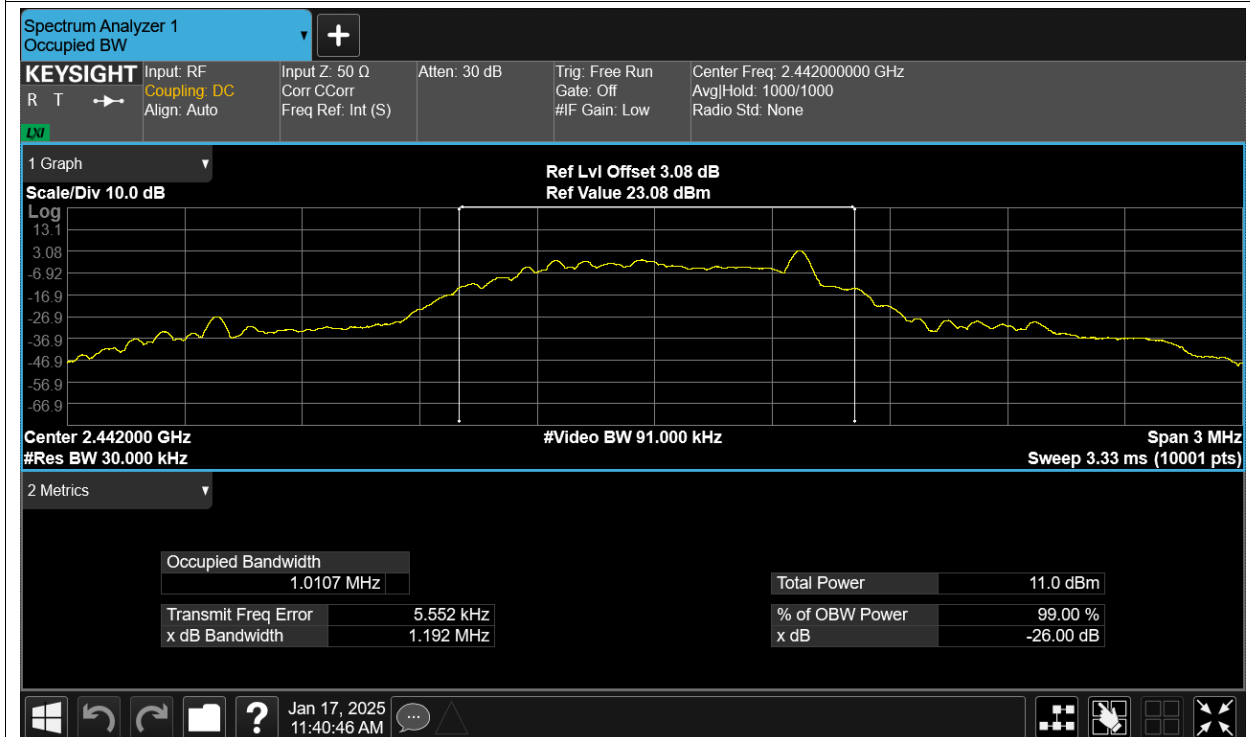 Spectrum Analyzer 1
Occupied BW
+
KEYSIGHT
R T
LXI
Input: RF
Coupling: DC
Align: Auto
Input Z: 50 Ω
Corr CCorr
Freq Ref: Int (S)
Atten: 30 dB
Trig: Free Run
Gate: Off
#IF Gain: Low
Center Freq: 2.442000000 GHz
Avg|Hold: 1000/1000
Radio Std: None
1 Graph
Scale/Div 10.0 dB
Ref Lvl Offset 3.08 dB
Ref Value 23.08 dBm
Log
13.1
3.08
-6.92
-16.9
-26.9
-36.9
-46.9
-56.9
-66.9
Center 2.442000 GHz
#Video BW 91.000 kHz
Span 3 MHz
#Res BW 30.000 kHz
Sweep 3.33 ms (10001 pts)
2 Metrics
Occupied Bandwidth
1.0107 MHz
Transmit Freq Error 5.552 kHz
x dB Bandwidth 1.192 MHz
Total Power 11.0 dBm
% of OBW Power 99.00 %
x dB -26.00 dB
?
Jan 17, 2025
11:40:46 AM